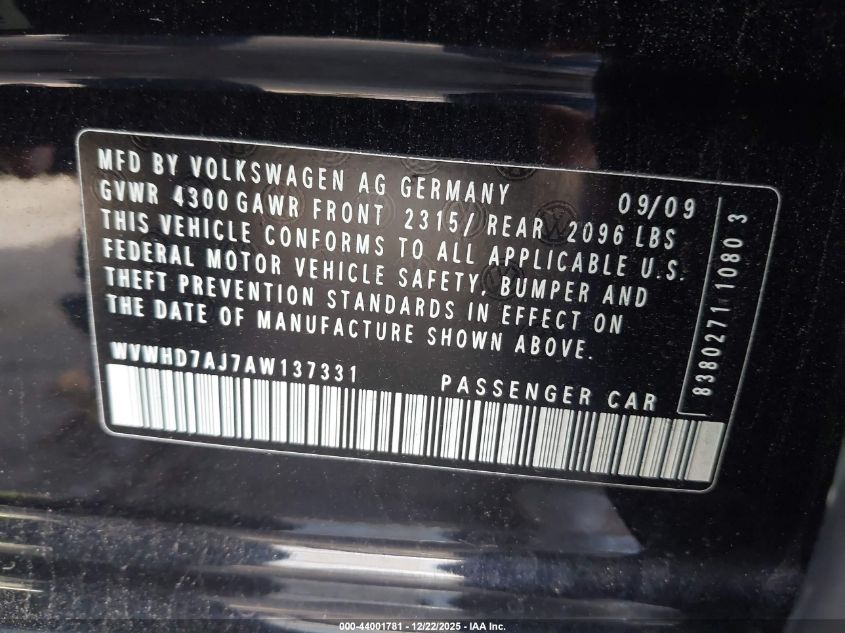 MFD BY VOLKSWAGEN AG GERMANY 09/09
GVWR 4300 GAWR FRONT 2315/ REAR 2096 LBS
THIS VEHICLE CONFORMS TO ALL APPLICABLE U.S.
FEDERAL MOTOR VEHICLE SAFETY, BUMPER AND
THEFT PREVENTION STANDARDS IN EFFECT ON
THE DATE OF MANUFACTURE SHOWN ABOVE.
WVWHD7AJ7AW137331 PASSENGER CAR
8380271 1080 3
000-44001781 - 12/22/2025 - IAA Inc.